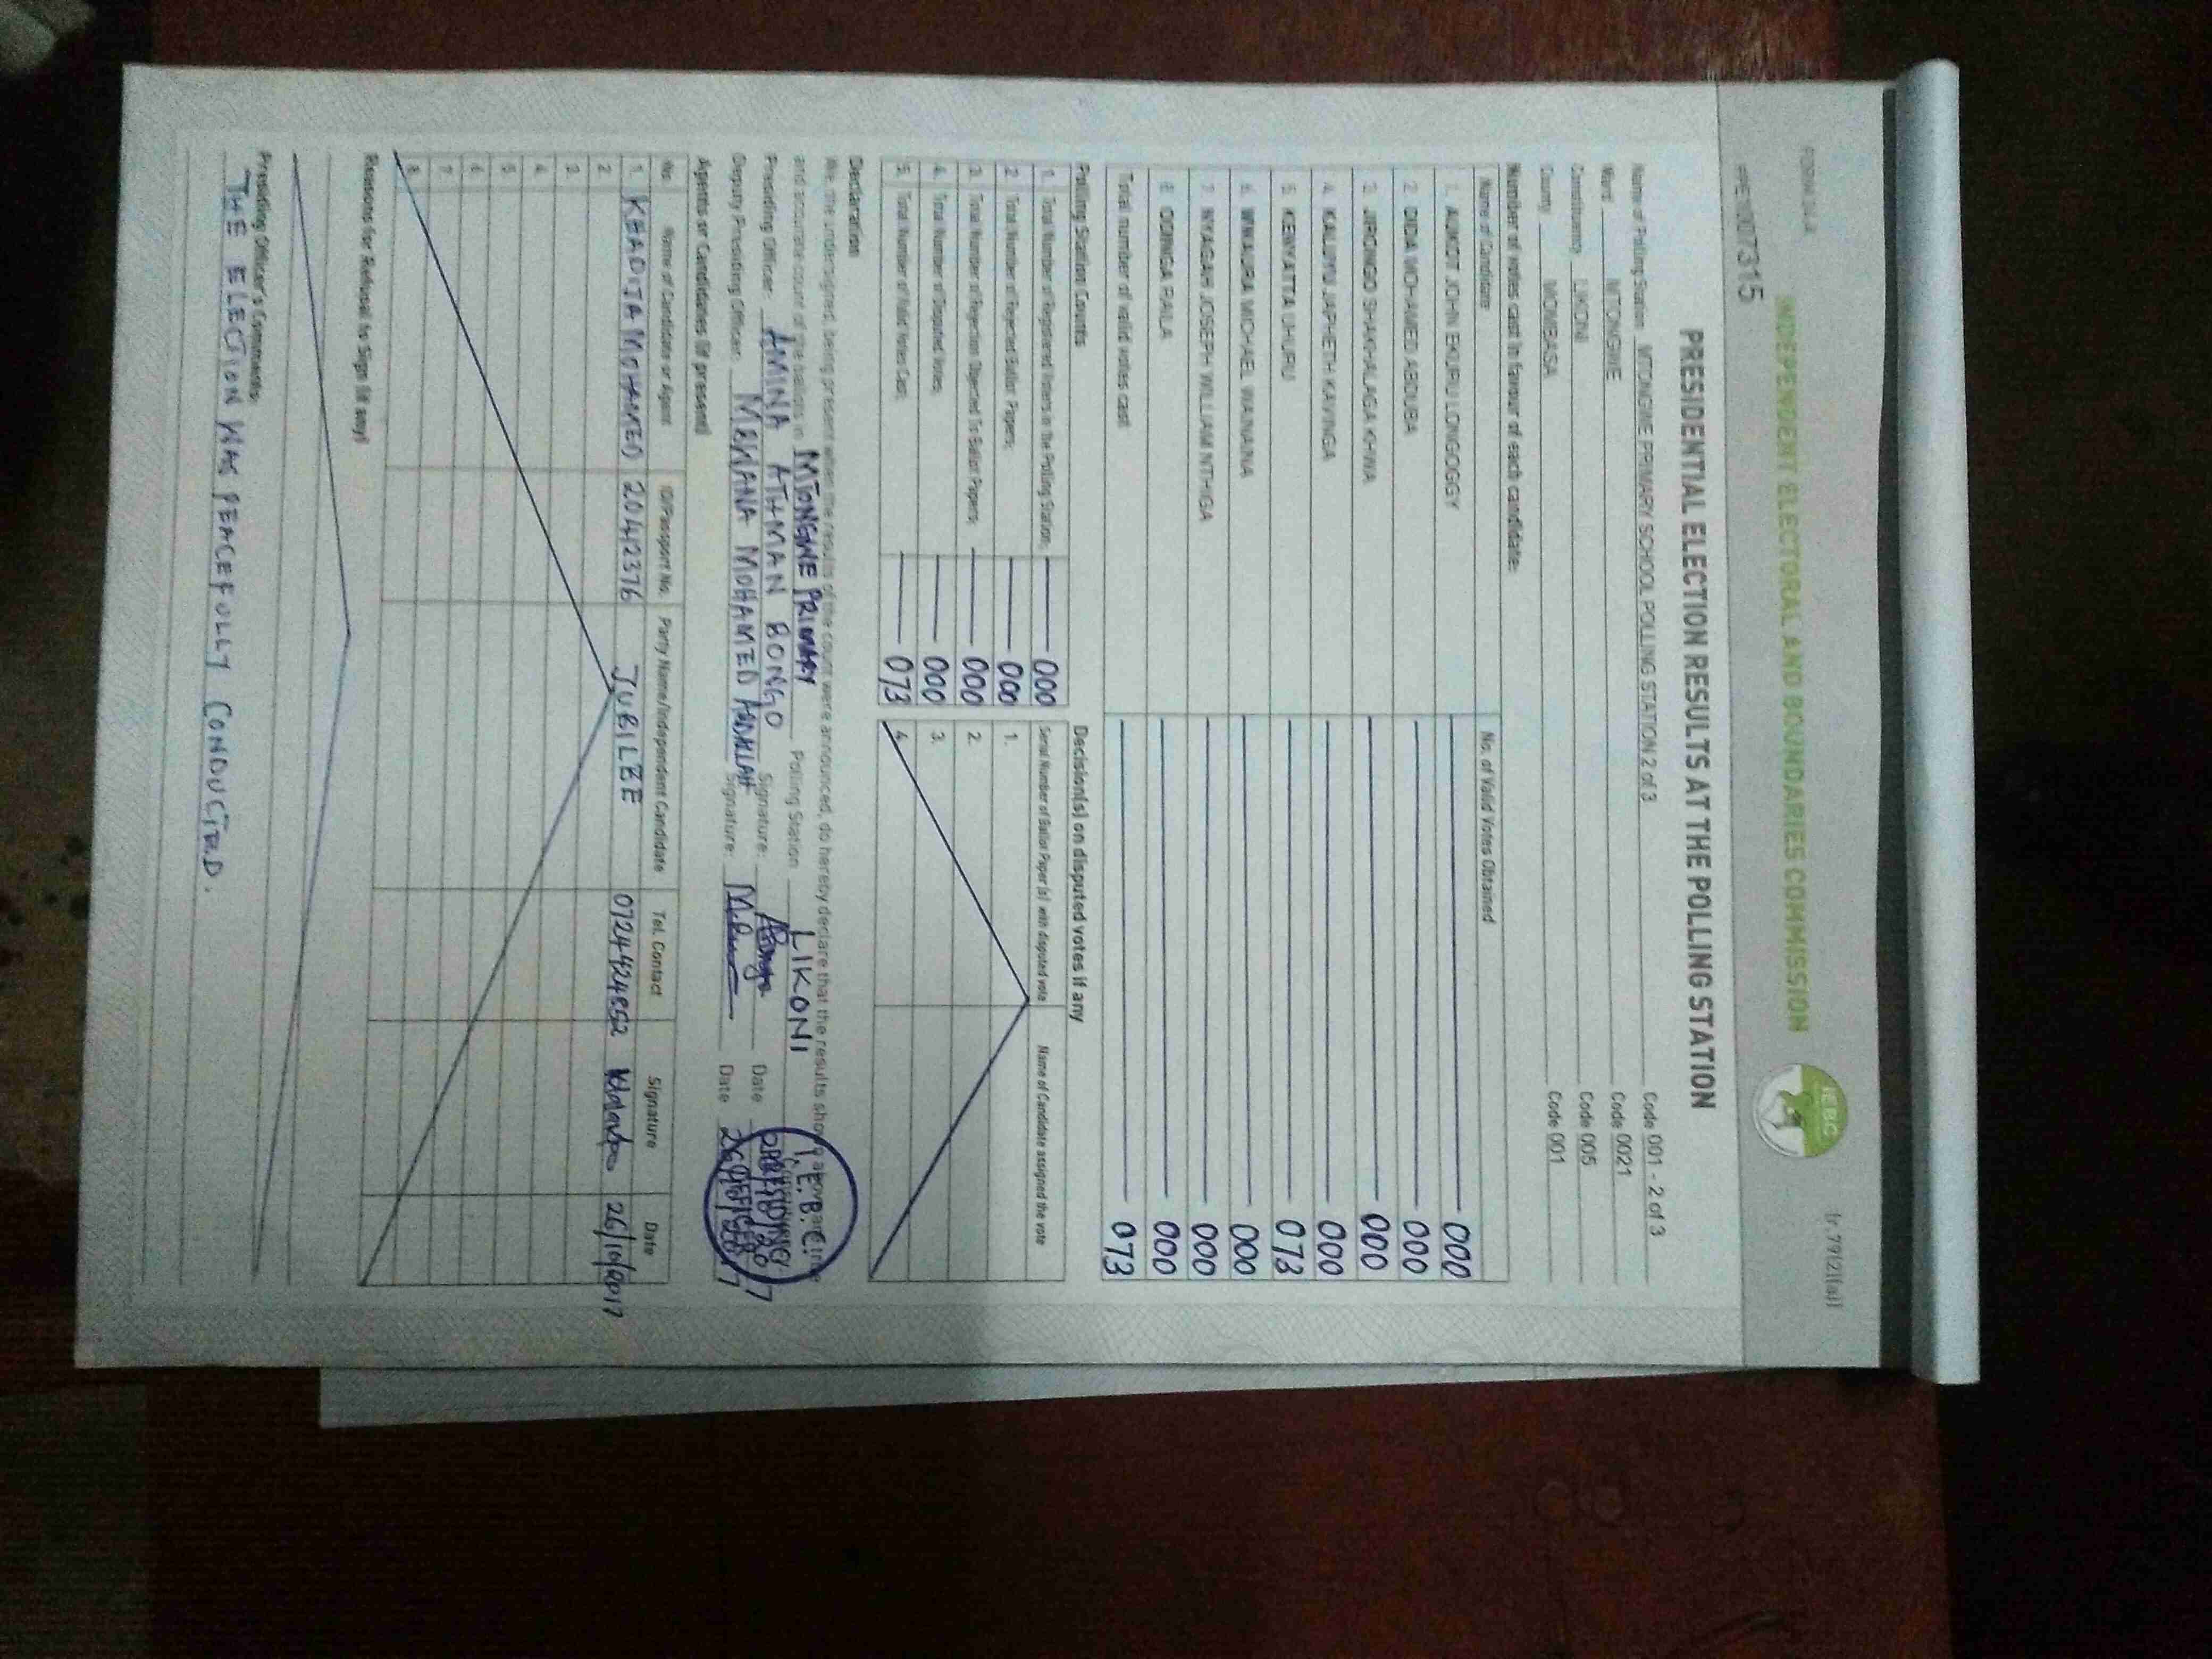 FORM 34A
(r.79(2)(a))
INDEPENDENT ELECTORAL AND BOUNDARIES COMMISSION
IEBC
007315
PRESIDENTIAL ELECTION RESULTS AT THE POLLING STATION
Name of Polling Station MTONGWE PRIMARY SCHOOL POLLING STATION 2 of 3 Code 001 - 2 of 3
Ward MTONGWE Code 0021
Constituency LIKONI Code 005
County MOMBASA Code 001
Number of votes cast in favour of each candidate:
Name of Candidate No. of Valid Votes Obtained
1. AUKOT JOHN EKURU LONGOGGY 000
2. DIDA MOHAMED ABDUBA 000
3. JIRONGO SHAKHALAGA KHWA 000
4. KALUYU JAPHETH KAVINGA 000
5. KENYATTA UHURU 073
6. MWAURA MICHAEL WAINAINA 000
7. NYAGAH JOSEPH WILLIAM NTHIGA 000
8. ODINGA RAILA 000
Total number of valid votes cast 073
Polling Station Counts
1. Total Number of Registered Voters in the Polling Station; 000
2. Total Number of Rejected Ballot Papers; 000
3. Total Number of Rejection Objected To Ballot Papers; 000
4. Total Number of Disputed Votes; 000
5. Total Number of Valid Votes Cast; 073
Decision(s) on disputed votes if any
Serial Number of Ballot Paper (s) with disputed vote Name of Candidate assigned the vote
1.
2.
3.
4.
Declaration
We, the undersigned, being present when the results of the count were announced, do hereby declare that the results shown above are true
and accurate count of the ballots in MTONGWE PRIMARY Polling Station LIKONI
Presiding Officer: AMINA ATHMAN BONGO Signature: Date
Deputy Presiding Officer: MWANA MOHAMED ABDALLAH Signature: Date 26/10/2017
I.E.B.C.
PRESIDING
OFFICER
Agents or Candidates (if present)
No. Name of Candidate or Agent ID/Passport No. Party Name/Independent Candidate Tel. Contact Signature Date
1. KHADIJA MOHAMED 20412376 JUBILEE 0724424852 26/10/2017
2
3.
4.
5
6
7
8.
Reasons for Refusal to Sign (if any)
Presiding Officer's Comments:
THE ELECTION WAS PEACEFULLY CONDUCTED.